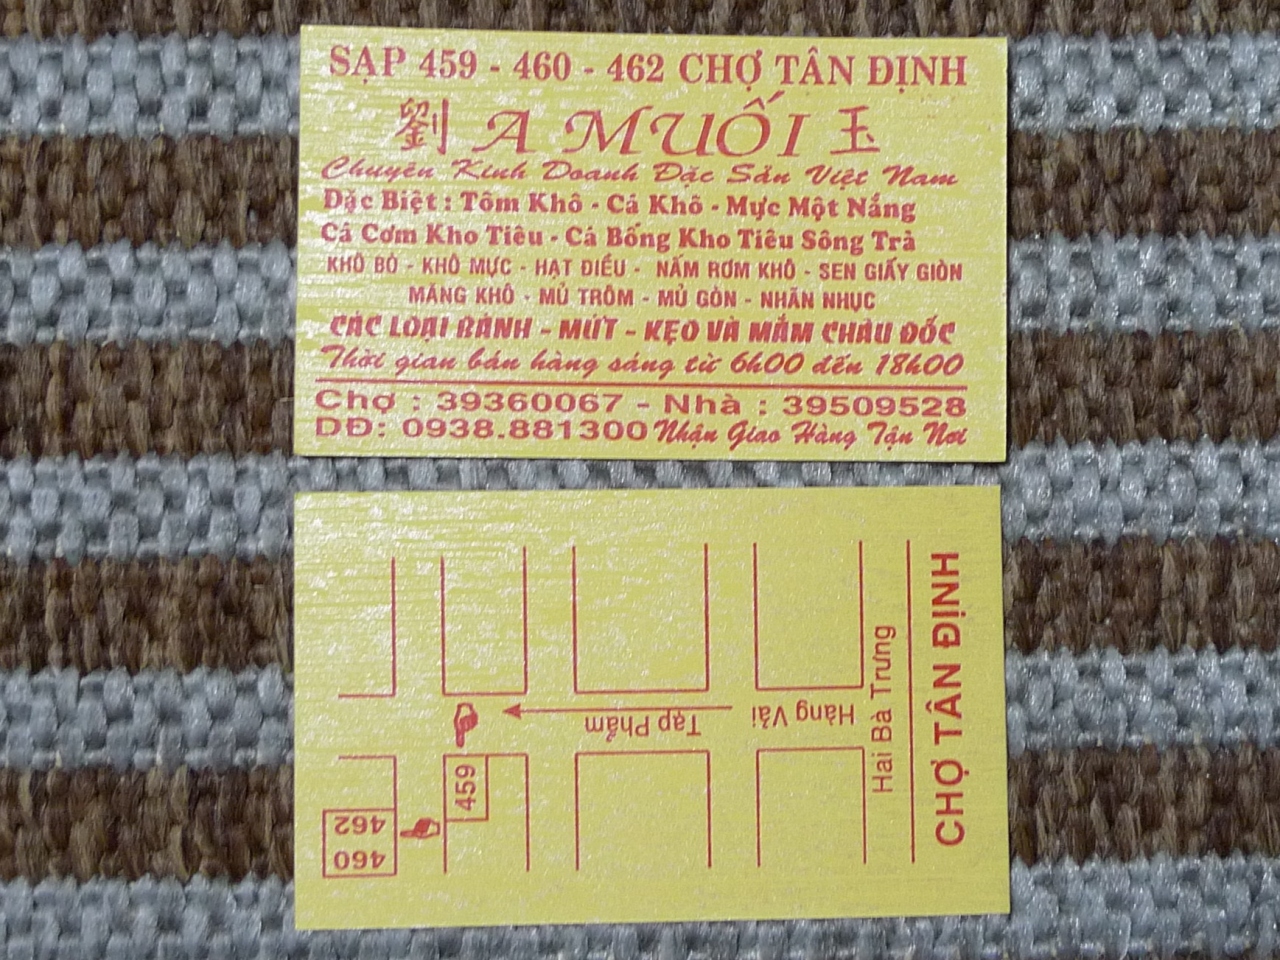 SẠP 459 - 460 - 462 CHỢ TÂN ĐỊNH
劉 A MUỐI 玉
Chuyên Kinh Doanh Đặc Sản Việt Nam
Đặc Biệt : Tôm Khô - Cá Khô - Mực Một Nắng
Cá Cơm Kho Tiêu - Cá Bống Kho Tiêu Sông Trà
KHÔ BÒ - KHÔ MỰC - HẠT ĐIỀU - NẤM RƠM KHÔ - SEN GIẤY GIÒN
MĂNG KHÔ - MỦ TRÔM - MỦ GÒN - NHÃN NHỤC
CÁC LOẠI BÁNH - MỨT - KẸO VÀ MẮM CHÂU ĐỐC
Thời gian bán hàng sáng từ 6h00 đến 18h00
Chợ : 39360067 - Nhà : 39509528
DĐ: 0938.881300 Nhận Giao Hàng Tận Nơi
CHỢ TÂN ĐỊNH
Hai Bà Trưng
Hàng Vải
Tạp Phẩm
459
462
460